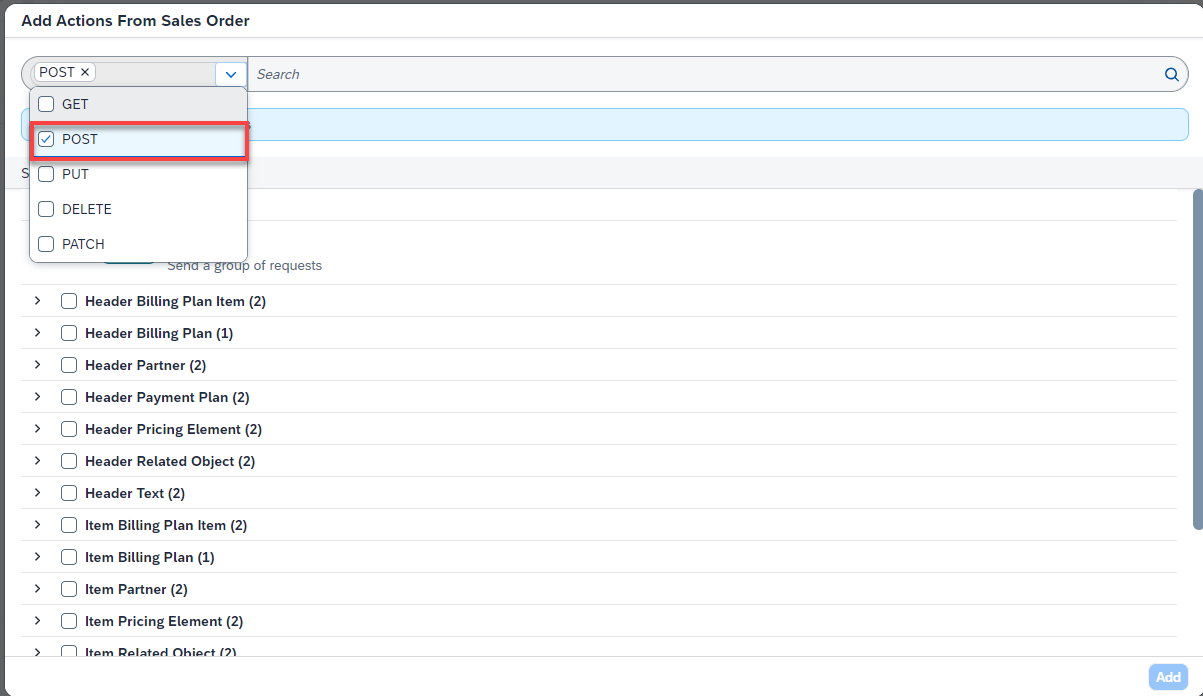 Add Actions From Sales Order
POST
Search
GET
POST
S
PUT
DELETE
PATCH
Send a group of requests
Header Billing Plan Item (2)
Header Billing Plan (1)
Header Partner (2)
Header Payment Plan (2)
Header Pricing Element (2)
Header Related Object (2)
Header Text (2)
Item Billing Plan Item (2)
Item Billing Plan (1)
Item Partner (2)
Item Pricing Element (2)
Item Related Object (2)
Add